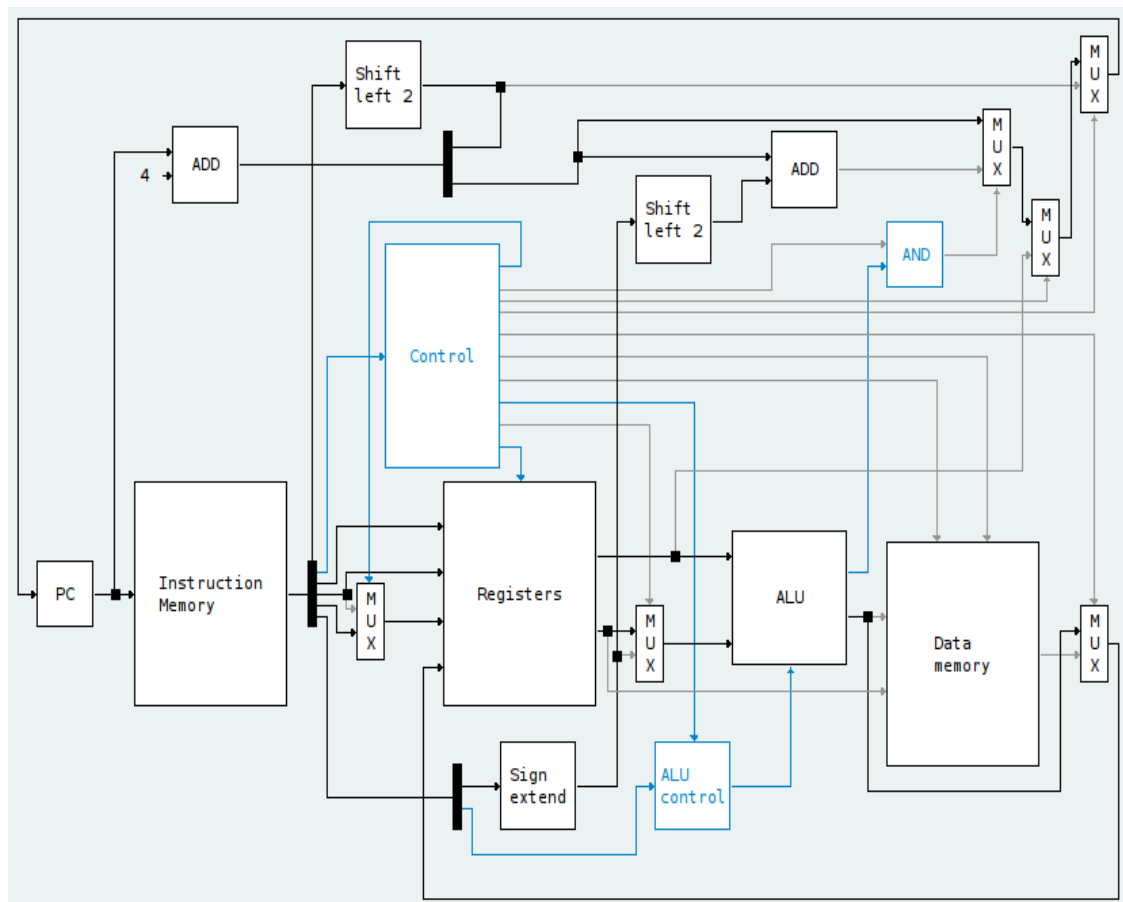 Shift
left 2
M
U
X
M
U
X
ADD
4
ADD
Shift
left 2
M
U
X
AND
Control
Instruction
Memory
PC
Registers
M
U
X
ALU
M
U
X
Data
memory
M
U
X
Sign
extend
ALU
control